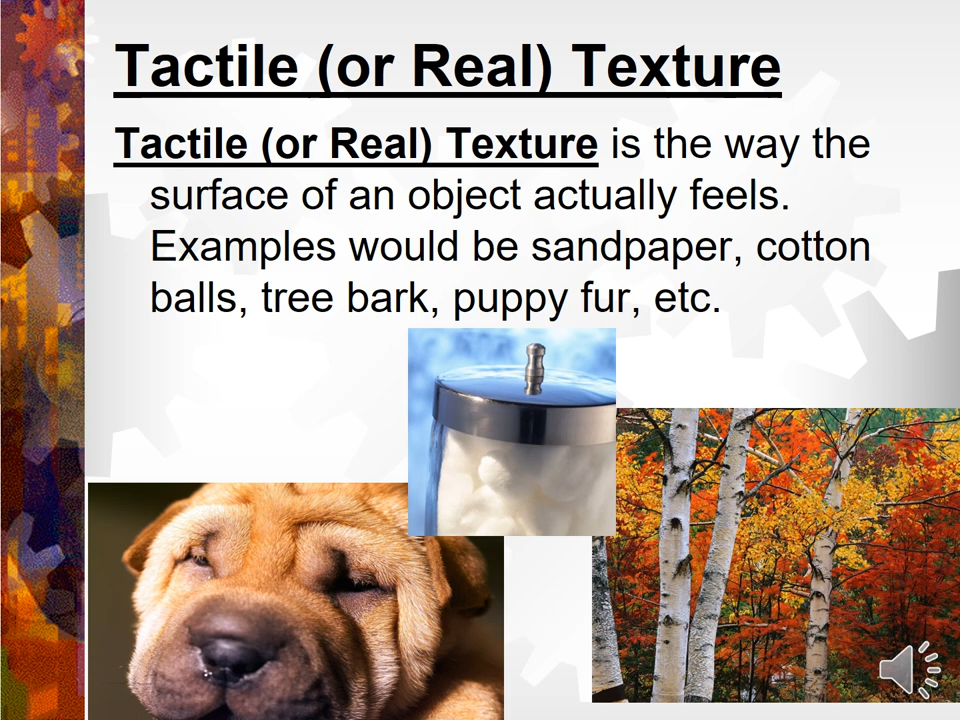 Tactile (or Real) Texture
Tactile (or Real) Texture is the way the
surface of an object actually feels.
Examples would be sandpaper, cotton
balls, tree bark, puppy fur, etc.